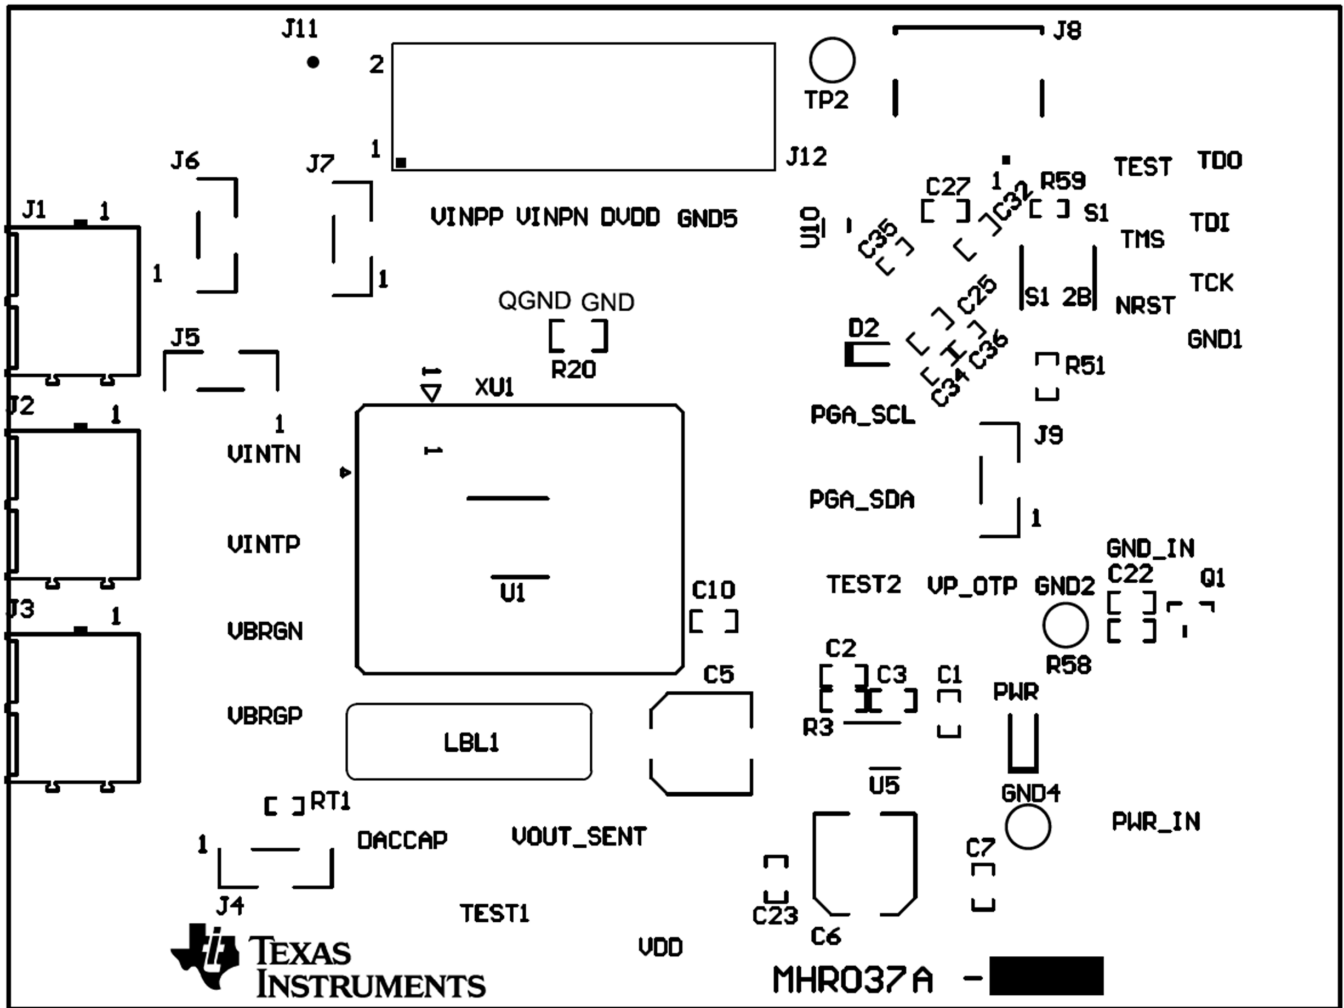 J11
J8
2
TP2
1
J12
J6
J7
TEST
TDO
C27
1
R59
C32
J1
1
VINPP VINPN DVDD GND5
U10
C35
S1
TDI
TMS
1
1
C25
S1 2B
TCK
NRST
QGND GND
D2
GND1
J5
R20
C36
R51
C34
1
XU1
J2
1
1
PGA_SCL
J9
VINTN
1
4
PGA_SDA
1
VINTP
GND_IN
U1
C10
TEST2
VP_OTP
GND2
C22
Q1
J3
1
VBRGN
C2
C3
C1
R58
C5
PWR
VBRGP
R3
LBL1
U5
GND4
RT1
PWR_IN
1
DACCAP
VOUT_SENT
C7
J4
TEST1
C23
C6
VDD
TEXAS
INSTRUMENTS
MHR037A -